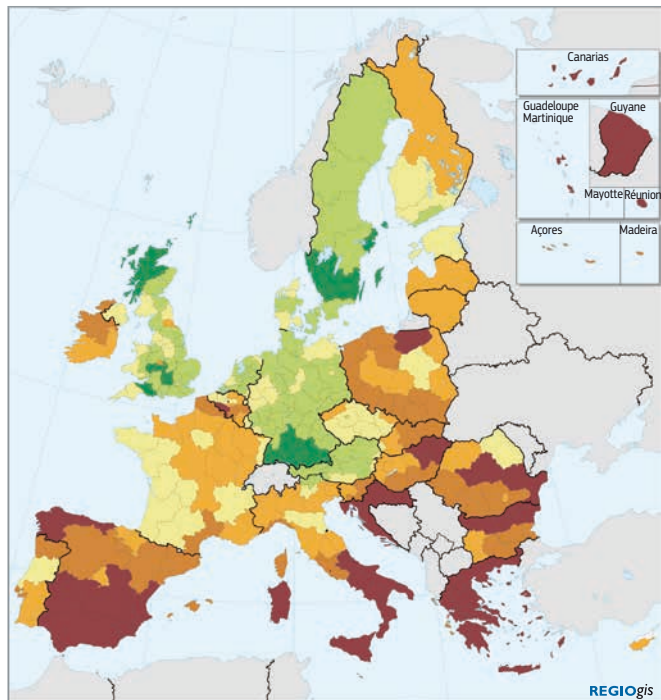 Canarias
Guadeloupe
Martinique
Guyane
Mayotte
Réunion
Açores
Madeira
REGIOgis